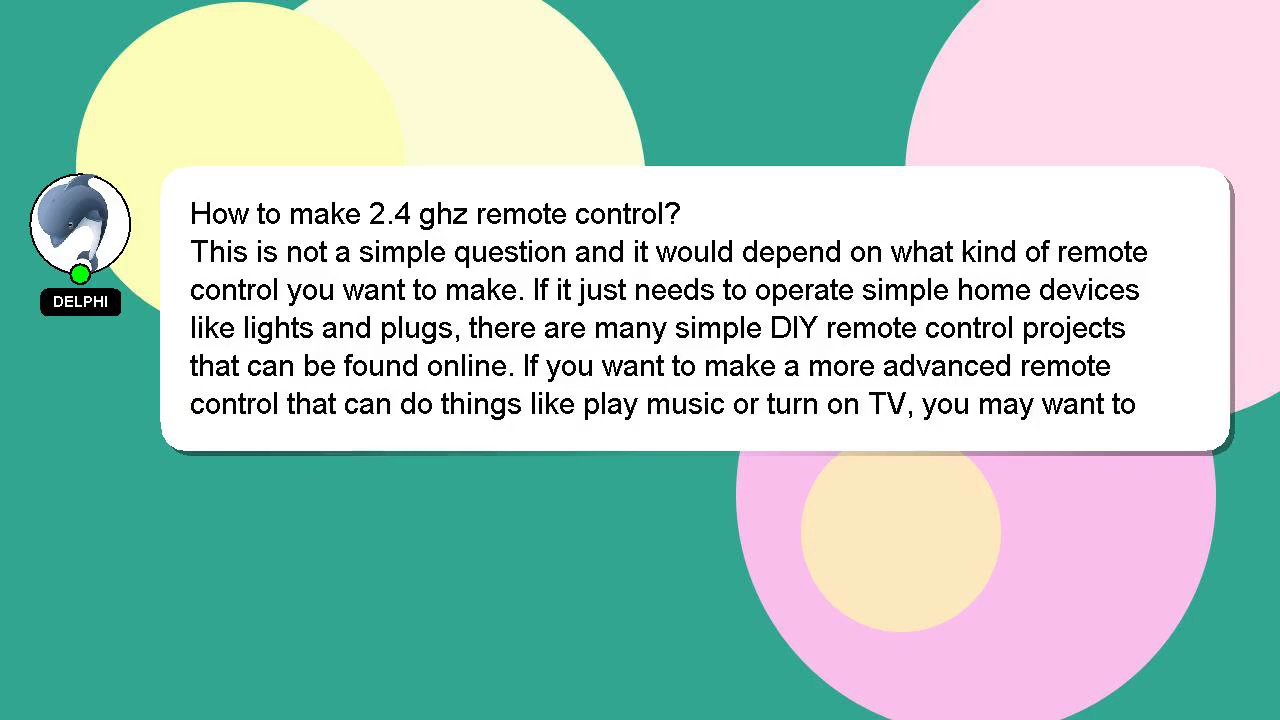 How to make 2.4 ghz remote control?
This is not a simple question and it would depend on what kind of remote
control you want to make. If it just needs to operate simple home devices
like lights and plugs, there are many simple DIY remote control projects
that can be found online. If you want to make a more advanced remote
control that can do things like play music or turn on TV, you may want to
DELPHI